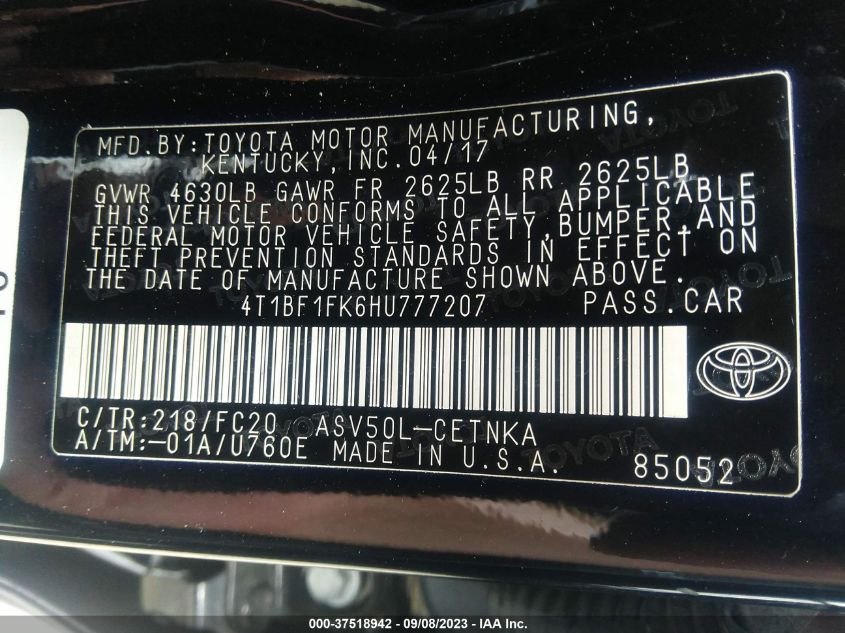 MFD.BY:TOYOTA MOTOR MANUFACTURING,
KENTUCKY,INC.04/17
GVWR 4630LB GAWR FR 2625LB RR 2625LB
THIS VEHICLE CONFORMS TO ALL APPLICABLE
FEDERAL MOTOR VEHICLE SAFETY,BUMPER,AND
THEFT PREVENTION STANDARDS IN EFFECT ON
THE DATE OF MANUFACTURE SHOWN ABOVE.
4T1BF1FK6HU777207 PASS.CAR
C/TR:218/FC20 ASV50L-CETNKA
A/TM:-01A/U760E MADE IN U.S.A. 85052
000-37518942 - 09/08/2023 - IAA Inc.